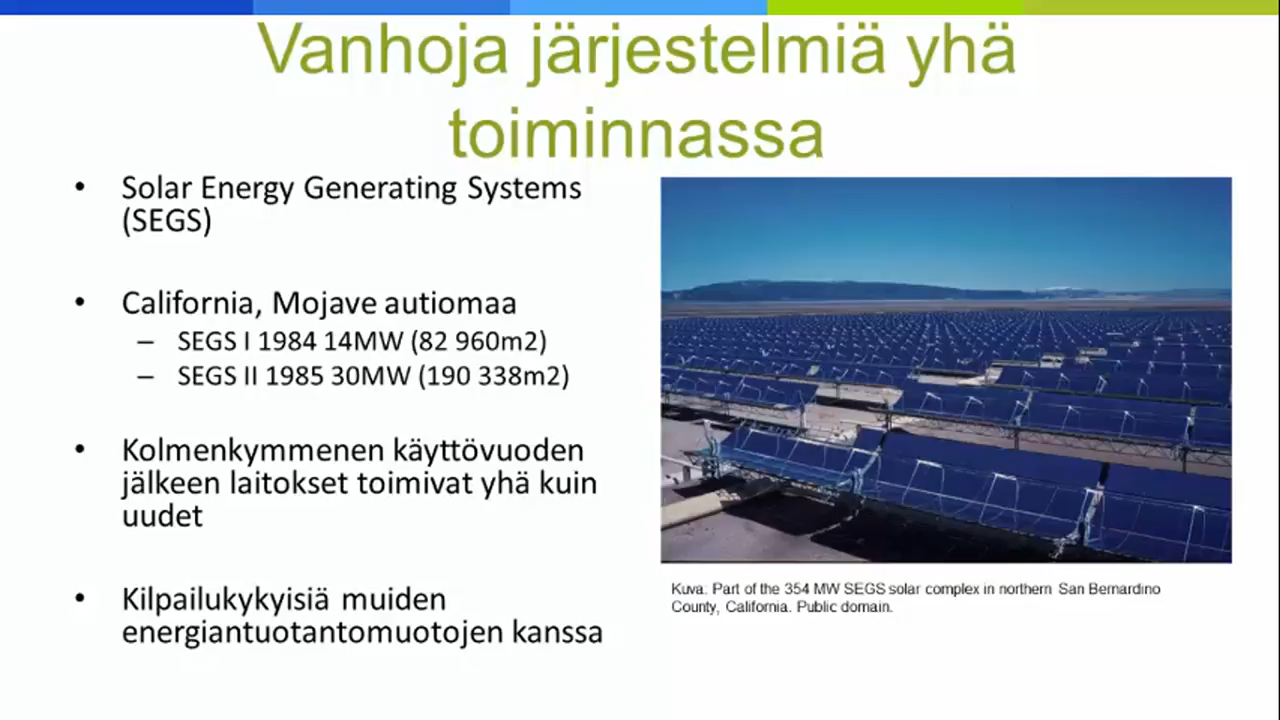 Vanhoja järjestelmiä yhä
toiminnassa
• Solar Energy Generating Systems
(SEGS)
• California, Mojave autiomaa
– SEGS I 1984 14MW (82 960m2)
– SEGS II 1985 30MW (190 338m2)
• Kolmenkymmenen käyttövuoden
jälkeen laitokset toimivat yhä kuin
uudet
• Kilpailukykyisiä muiden
energiantuotantomuotojen kanssa
Kuva: Part of the 354 MW SEGS solar complex in northern San Bernardino
County, California. Public domain.